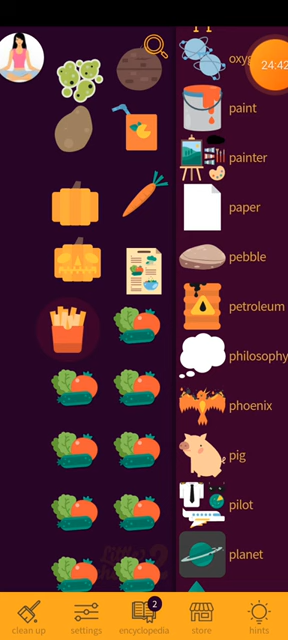 oxyg
24:42
paint
painter
paper
pebble
petroleum
philosophy
phoenix
pig
pilot
planet
2
clean up
settings
encyclopedia
store
hints